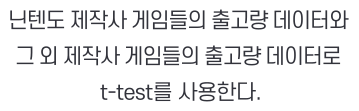 닌텐도 제작사 게임들의 출고량 데이터와
그 외 제작사 게임들의 출고량 데이터로
t-test를 사용한다.